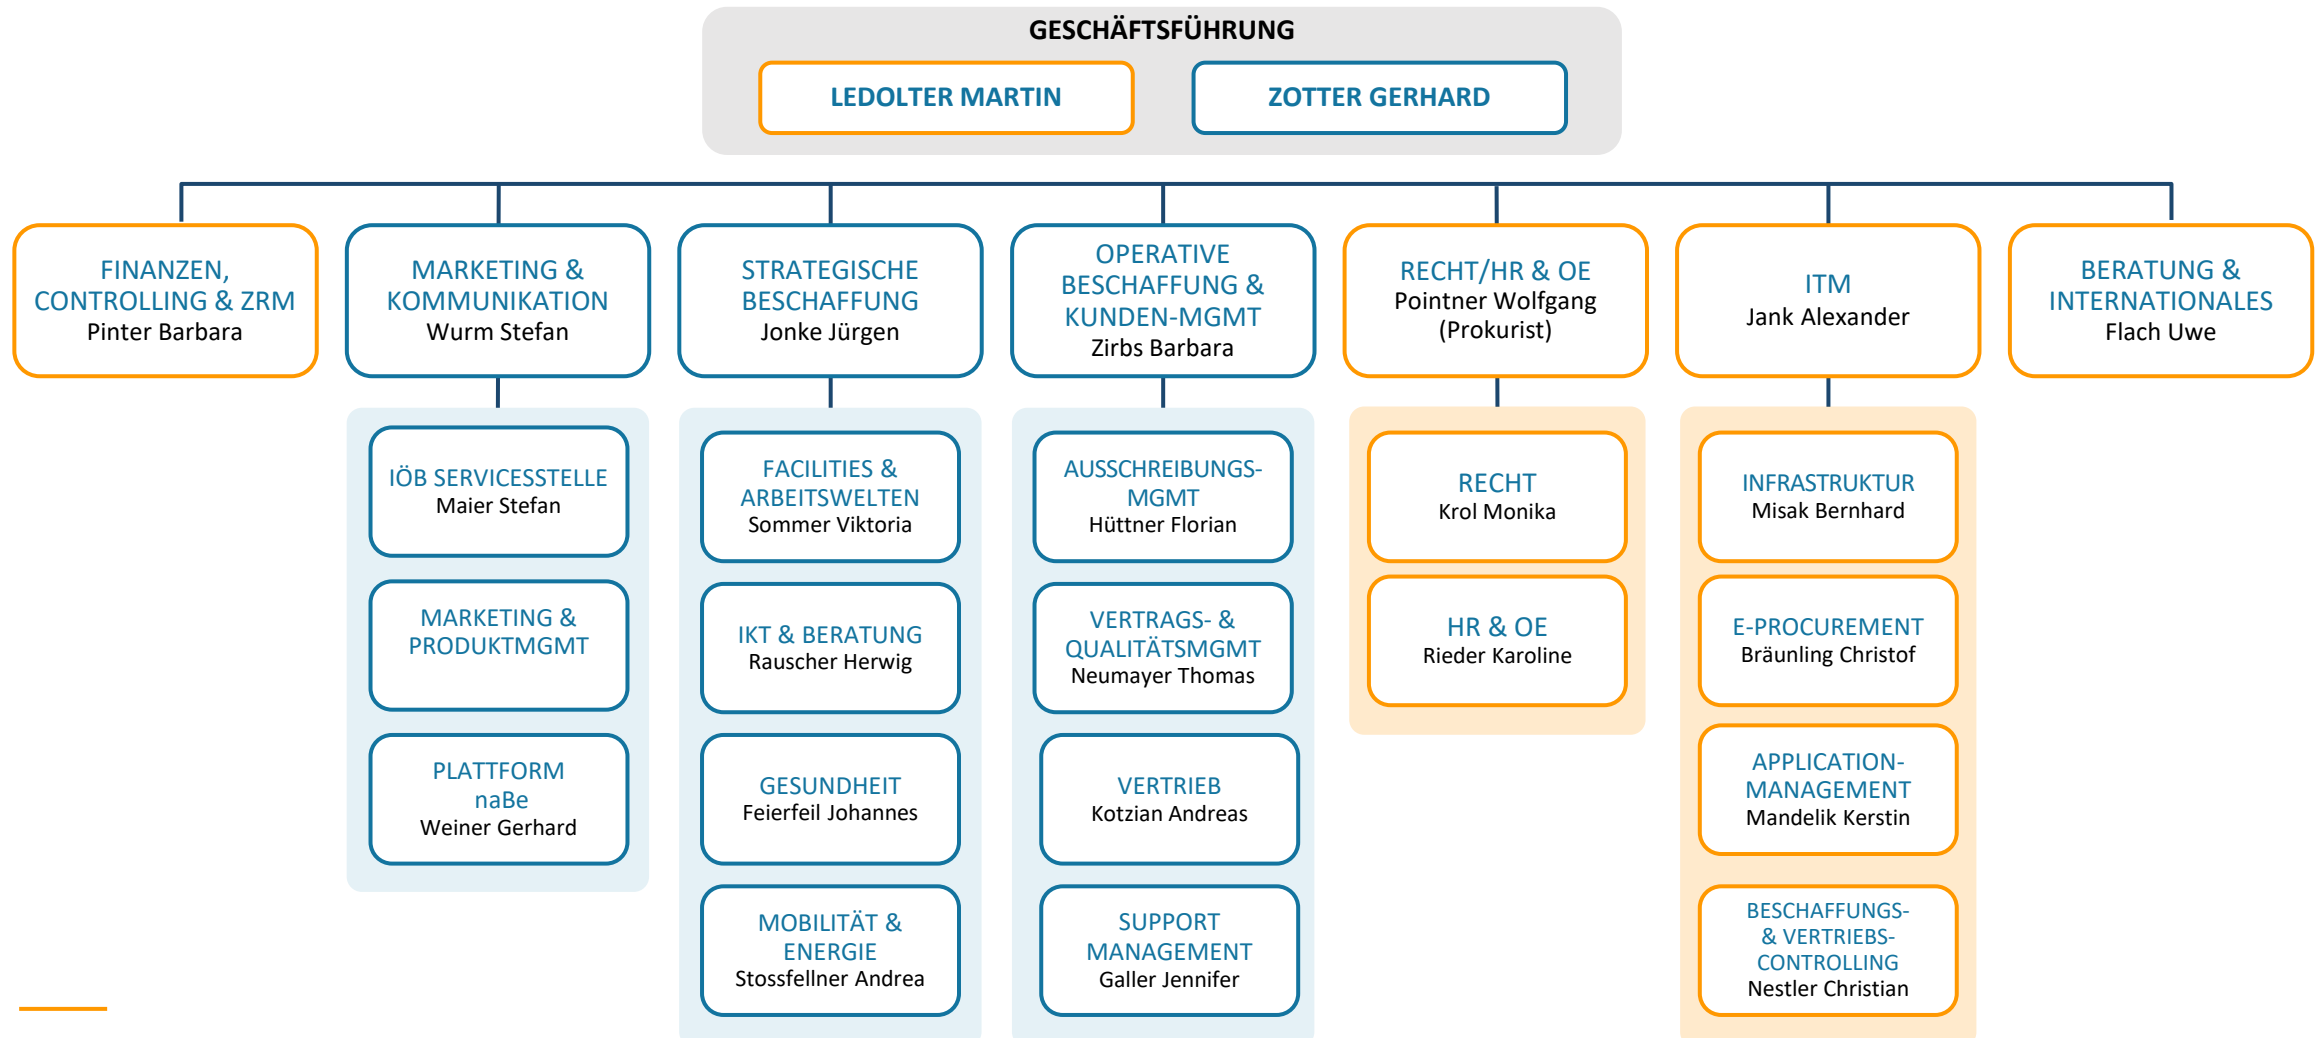 GESCHÄFTSFÜHRUNG
LEDOLTER MARTIN
ZOTTER GERHARD
FINANZEN,
CONTROLLING & ZRM
Pinter Barbara
MARKETING &
KOMMUNIKATION
Wurm Stefan
STRATEGISCHE
BESCHAFFUNG
Jonke Jürgen
OPERATIVE
BESCHAFFUNG &
KUNDEN-MGMT
Zirbs Barbara
RECHT/HR & OE
Pointner Wolfgang
(Prokurist)
ITM
Jank Alexander
BERATUNG &
INTERNATIONALES
Flach Uwe
IÖB SERVICESSTELLE
Maier Stefan
MARKETING &
PRODUKTMGMT
PLATTFORM
naBe
Weiner Gerhard
FACILITIES &
ARBEITSWELTEN
Sommer Viktoria
IKT & BERATUNG
Rauscher Herwig
GESUNDHEIT
Feierfeil Johannes
MOBILITÄT &
ENERGIE
Stossfellner Andrea
AUSSCHREIBUNGS-
MGMT
Hüttner Florian
VERTRAGS- &
QUALITÄTSMGMT
Neumayer Thomas
VERTRIEB
Kotzian Andreas
SUPPORT
MANAGEMENT
Galler Jennifer
RECHT
Krol Monika
HR & OE
Rieder Karoline
INFRASTRUKTUR
Misak Bernhard
E-PROCUREMENT
Bräunling Christof
APPLICATION-
MANAGEMENT
Mandelik Kerstin
BESCHAFFUNGS-
& VERTRIEBS-
CONTROLLING
Nestler Christian